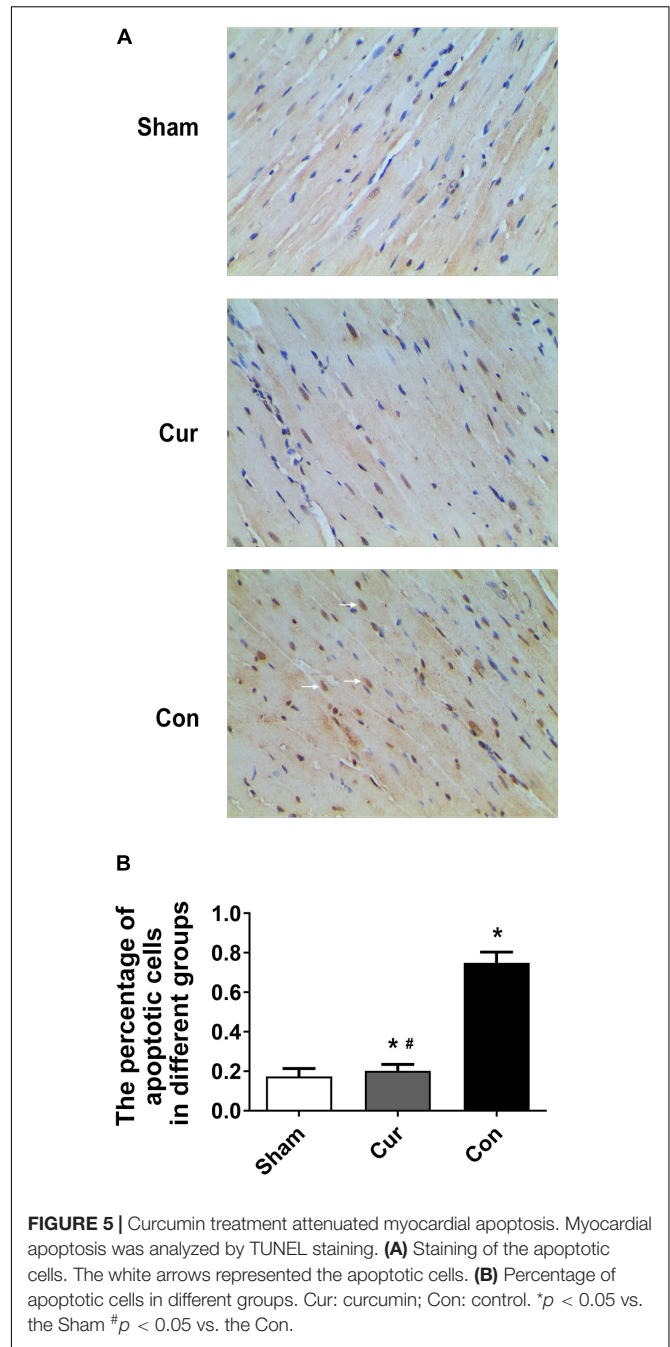 A
Sham
Cur
Con
B
The percentage of
apoptotic cells
in different groups
1.0
0.8
0.6
0.4
0.2
0.0
*
* #
*
Sham
Cur
Con
FIGURE 5 | Curcumin treatment attenuated myocardial apoptosis. Myocardial
apoptosis was analyzed by TUNEL staining. (A) Staining of the apoptotic
cells. The white arrows represented the apoptotic cells. (B) Percentage of
apoptotic cells in different groups. Cur: curcumin; Con: control. *p < 0.05 vs.
the Sham #p < 0.05 vs. the Con.